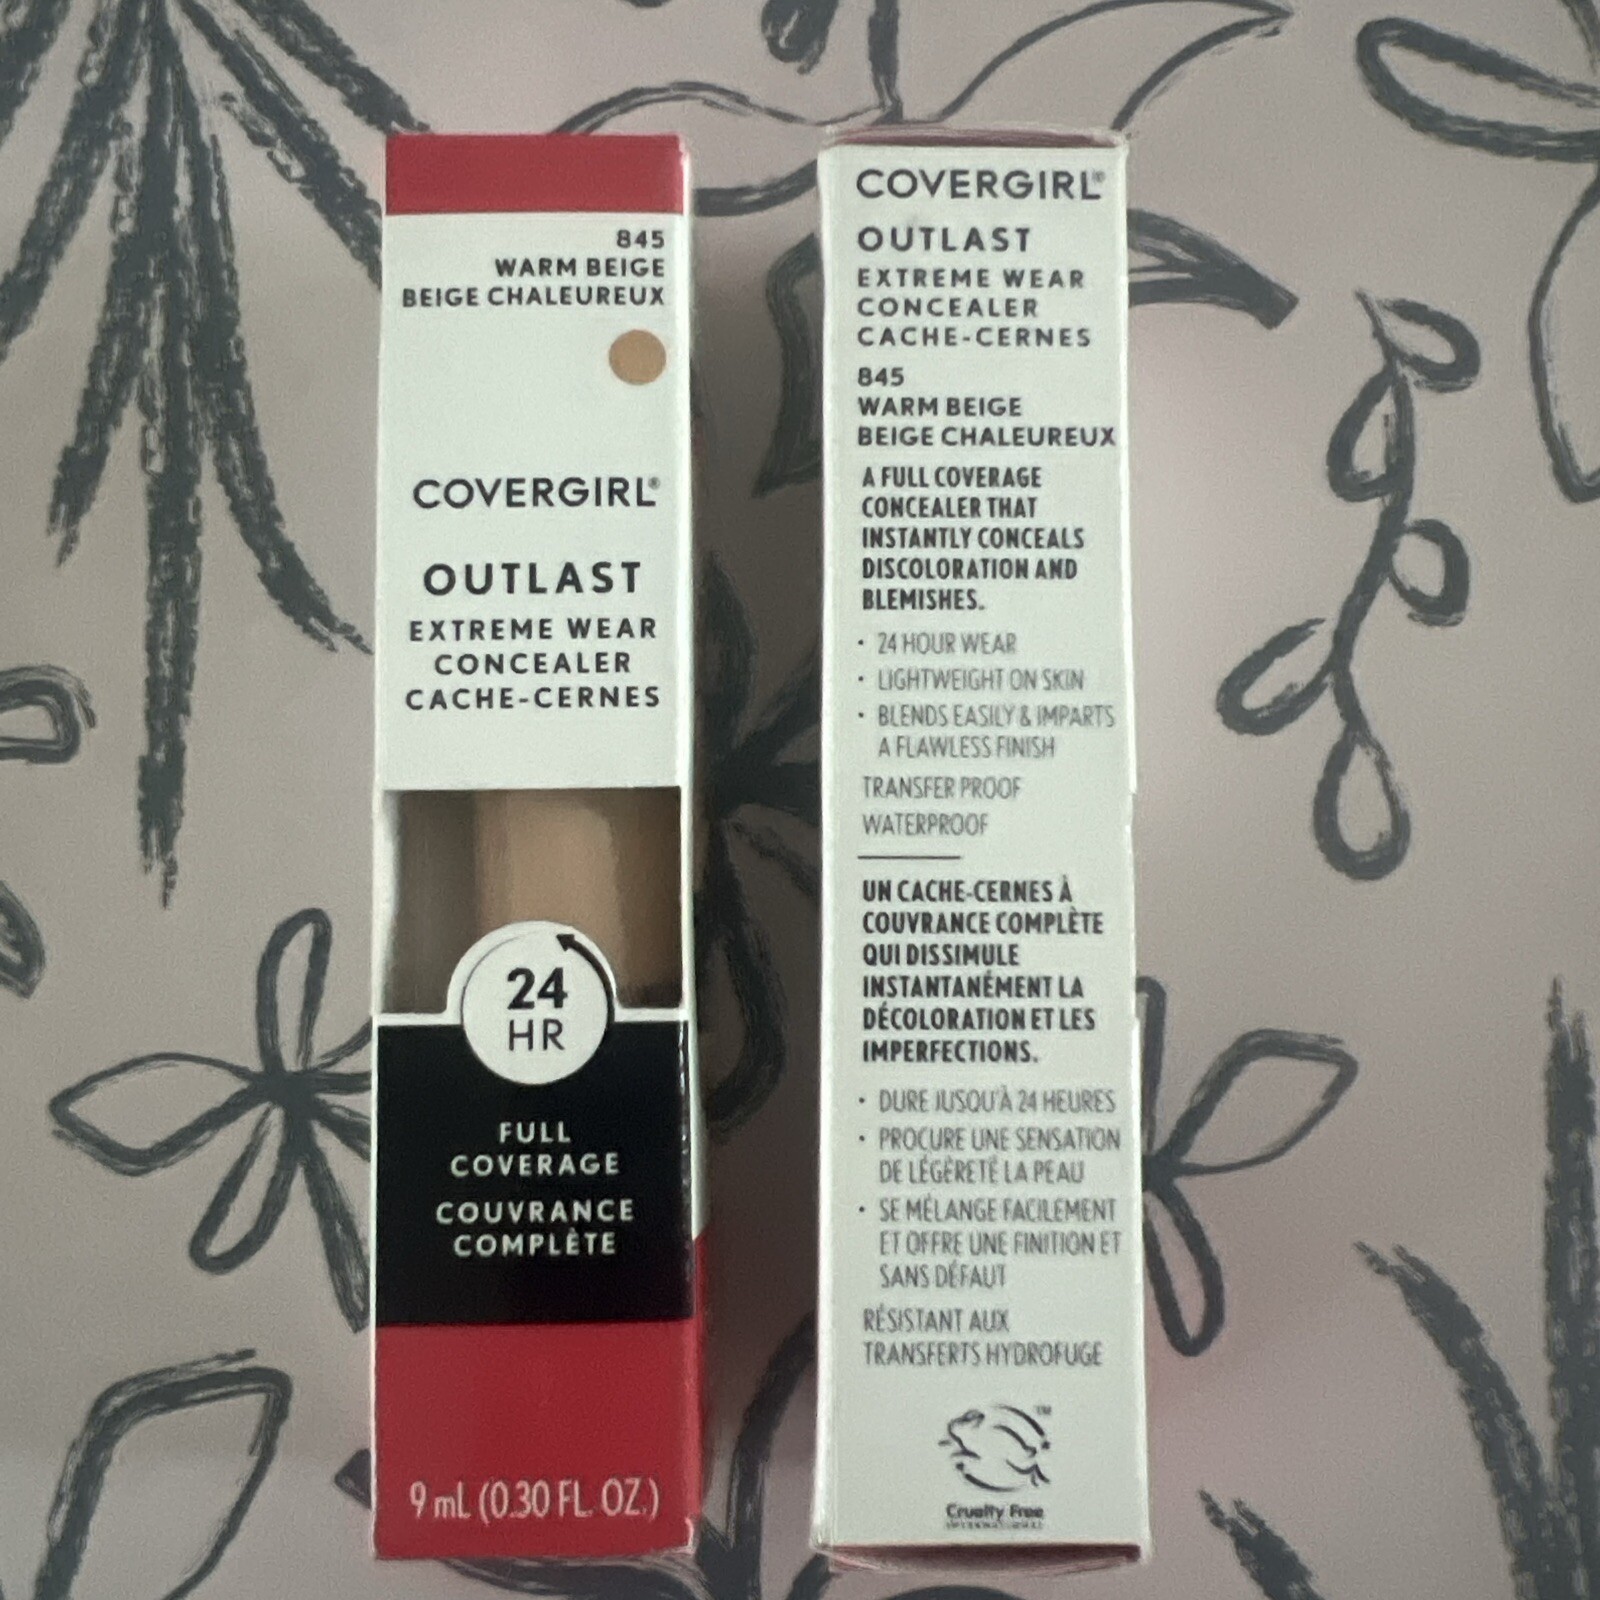 845
WARM BEIGE
BEIGE CHALEUREUX
COVERGIRL®
OUTLAST
EXTREME WEAR
CONCEALER
CACHE-CERNES
24
HR
FULL
COVERAGE
COUVRANCE
COMPLÈTE
9 mL (0.30 FL. OZ.)
COVERGIRL®
OUTLAST
EXTREME WEAR
CONCEALER
CACHE-CERNES
845
WARM BEIGE
BEIGE CHALEUREUX
A FULL COVERAGE
CONCEALER THAT
INSTANTLY CONCEALS
DISCOLORATION AND
BLEMISHES.
• 24 HOUR WEAR
• LIGHTWEIGHT ON SKIN
• BLENDS EASILY & IMPARTS
A FLAWLESS FINISH
TRANSFER PROOF
WATERPROOF
UN CACHE-CERNES À
COUVRANCE COMPLÈTE
QUI DISSIMULE
INSTANTANÉMENT LA
DÉCOLORATION ET LES
IMPERFECTIONS.
• DURE JUSQU'À 24 HEURES
• PROCURE UNE SENSATION
DE LÉGÈRETÉ LA PEAU
• SE MÉLANGE FACILEMENT
ET OFFRE UNE FINITION ET
SANS DÉFAUT
RÉSISTANT AUX
TRANSFERTS HYDROFUGE
TM
Cruelty Free
INTERNATIONAL